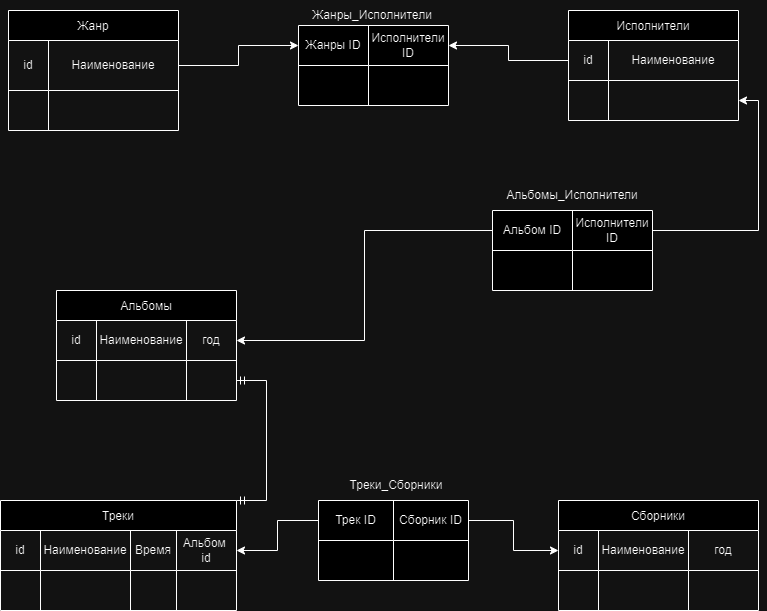 Жанр
id
Наименование
Жанры_Исполнители
Жанры ID
Исполнители
ID
Исполнители
id
Наименование
Альбомы_Исполнители
Альбом ID
Исполнители
ID
Альбомы
id
Наименование
год
Треки
id
Наименование
Время
Альбом
id
Треки_Сборники
Трек ID
Сборник ID
Сборники
id
Наименование
год